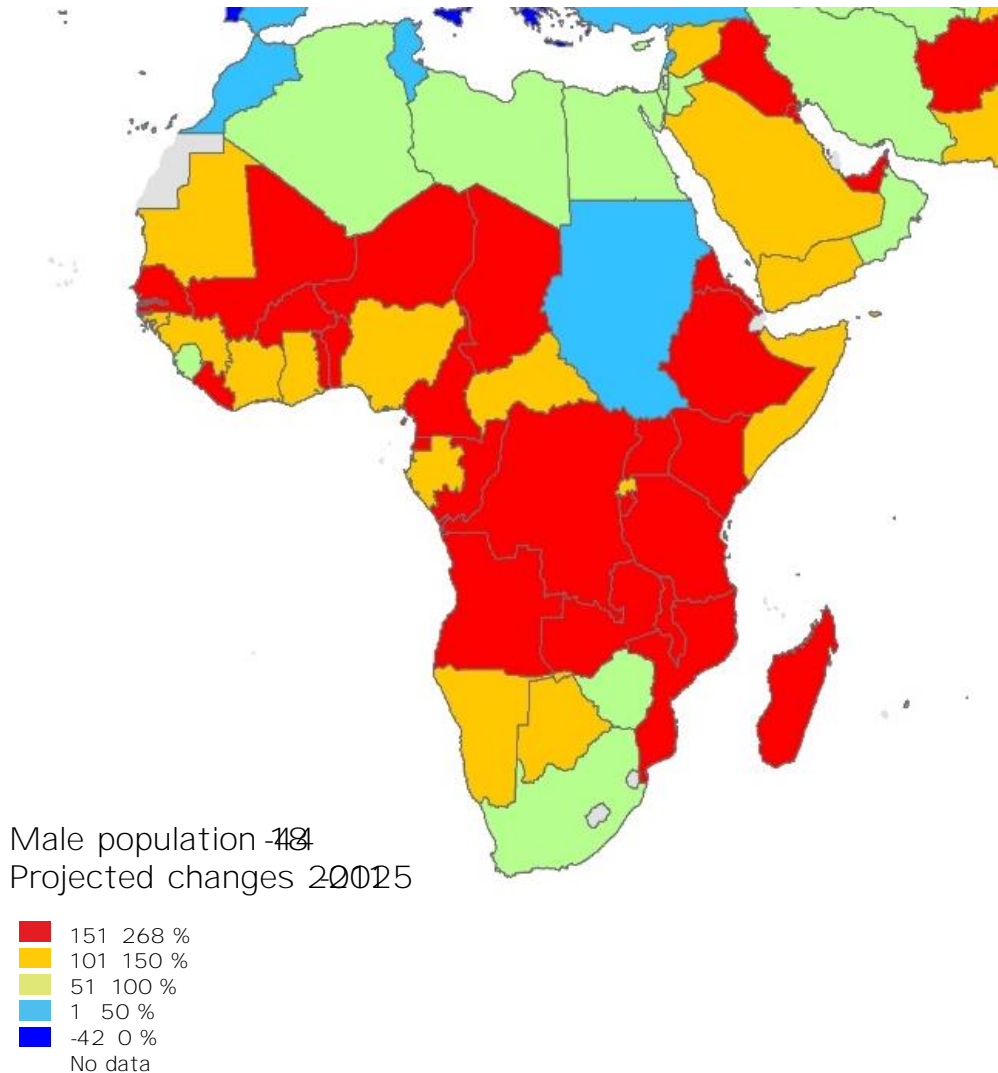 Male population
Projected changes
151 268 %
101 150 %
51 100 %
1 50 %
-42 0 %
No data